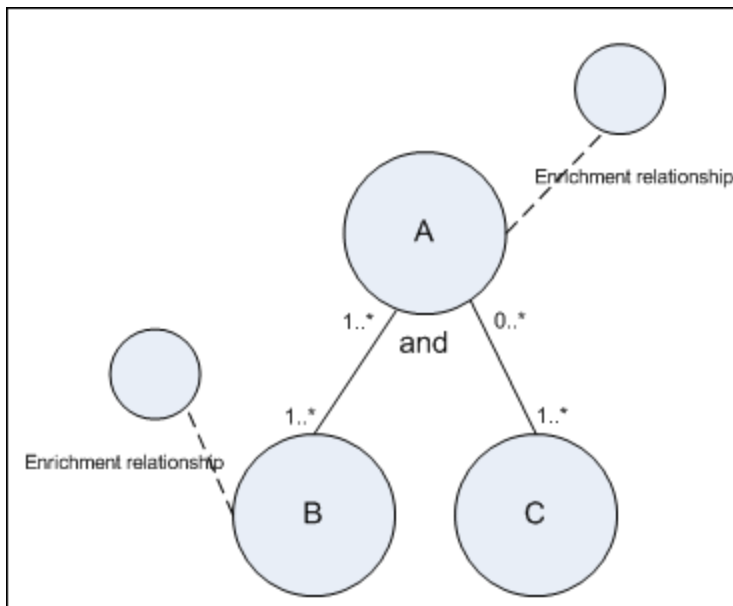 Enrichment relationship
A
1..*
0..*
and
1..*
1..*
Enrichment relationship
B
C